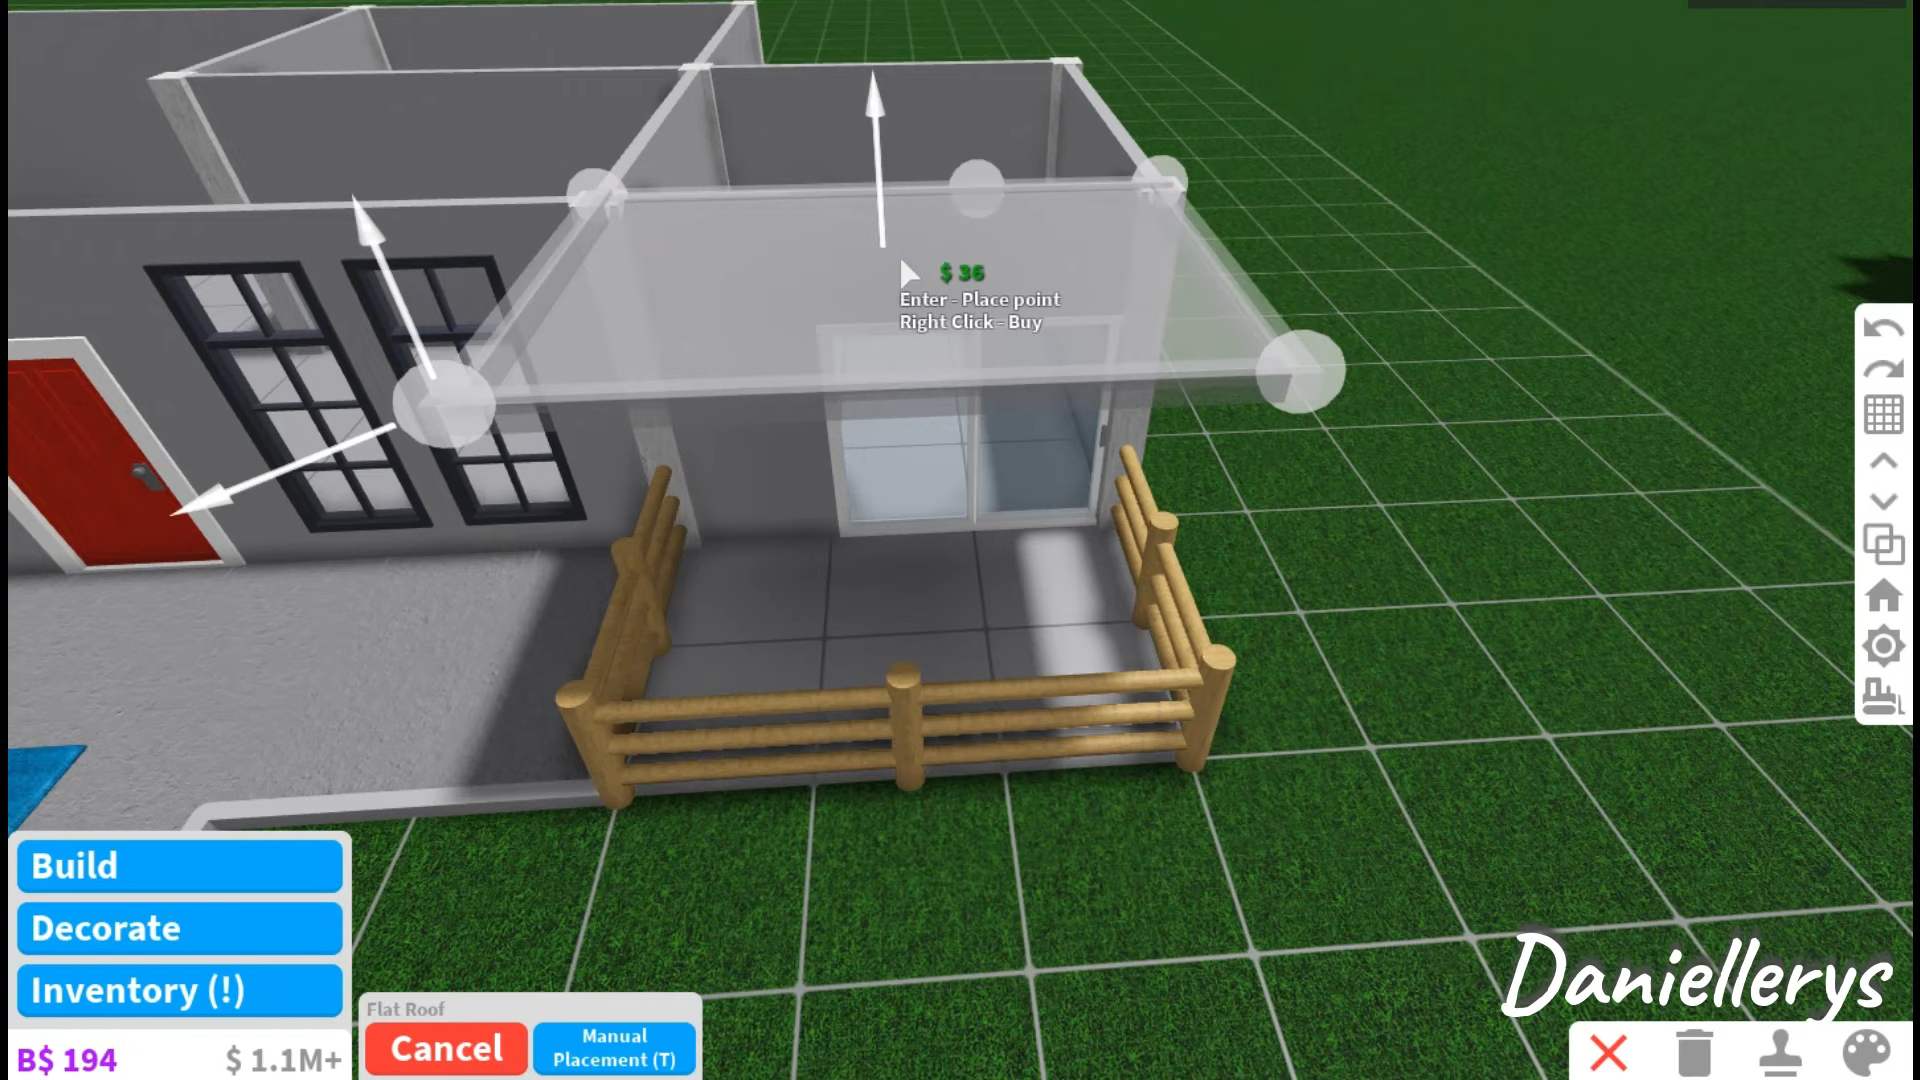 $ 36
Enter - Place point
Right Click - Buy
Build
Decorate
Inventory (!)
B$ 194
$ 1.1M+
Flat Roof
Cancel
Manual
Placement (T)
Daniellerys